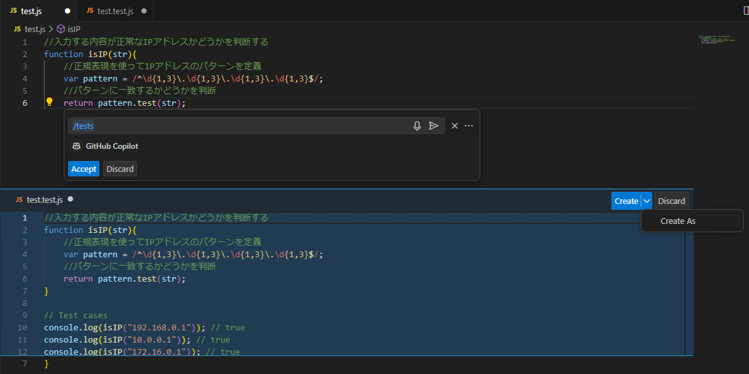 JS test.js
JS test.test.js
JS test.js > isIP
1 //入力する内容が正常なIPアドレスかどうかを判断する
2 function isIP(str){
3 //正規表現を使ってIPアドレスのパターンを定義
4 var pattern = /^\d{1,3}\.\d{1,3}\.\d{1,3}\.\d{1,3}$/;
5 //パターンに一致するかどうかを判断
6 return pattern.test(str);
/tests
GitHub Copilot
Accept Discard
JS test.test.js
Create Discard
Create As
1 //入力する内容が正常なIPアドレスかどうかを判断する
2 function isIP(str){
3 //正規表現を使ってIPアドレスのパターンを定義
4 var pattern = /^\d{1,3}\.\d{1,3}\.\d{1,3}\.\d{1,3}$/;
5 //パターンに一致するかどうかを判断
6 return pattern.test(str);
7 }
8
9 // Test cases
10 console.log(isIP("192.168.0.1")); // true
11 console.log(isIP("10.0.0.1")); // true
12 console.log(isIP("172.16.0.1")); // true
7 }